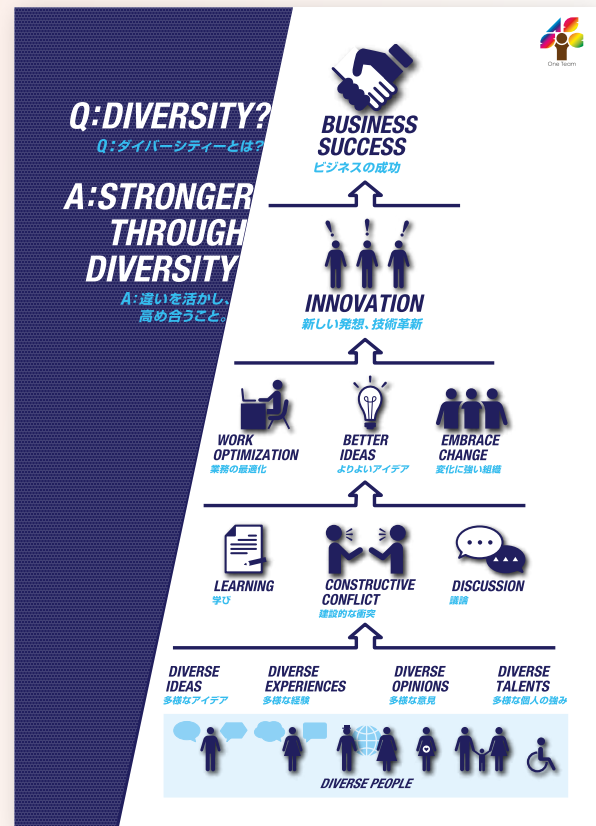 One Team
Q:DIVERSITY?
Q:ダイバーシティーとは?
A:STRONGER
THROUGH
DIVERSITY
A:違いを活かし、
高め合うこと。
BUSINESS
SUCCESS
ビジネスの成功
INNOVATION
新しい発想、技術革新
WORK
OPTIMIZATION
業務の最適化
BETTER
IDEAS
よりよいアイデア
EMBRACE
CHANGE
変化に強い組織
LEARNING
学び
CONSTRUCTIVE
CONFLICT
建設的な衝突
DISCUSSION
議論
DIVERSE
IDEAS
多様なアイデア
DIVERSE
EXPERIENCES
多様な経験
DIVERSE
OPINIONS
多様な意見
DIVERSE
TALENTS
多様な個人の強み
DIVERSE PEOPLE